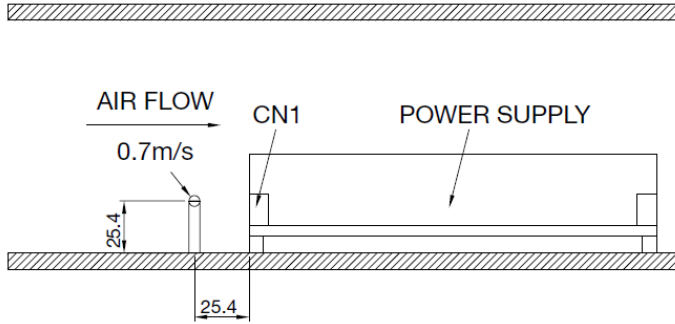 AIR FLOW
CN1
POWER SUPPLY
0.7m/s
25.4
25.4